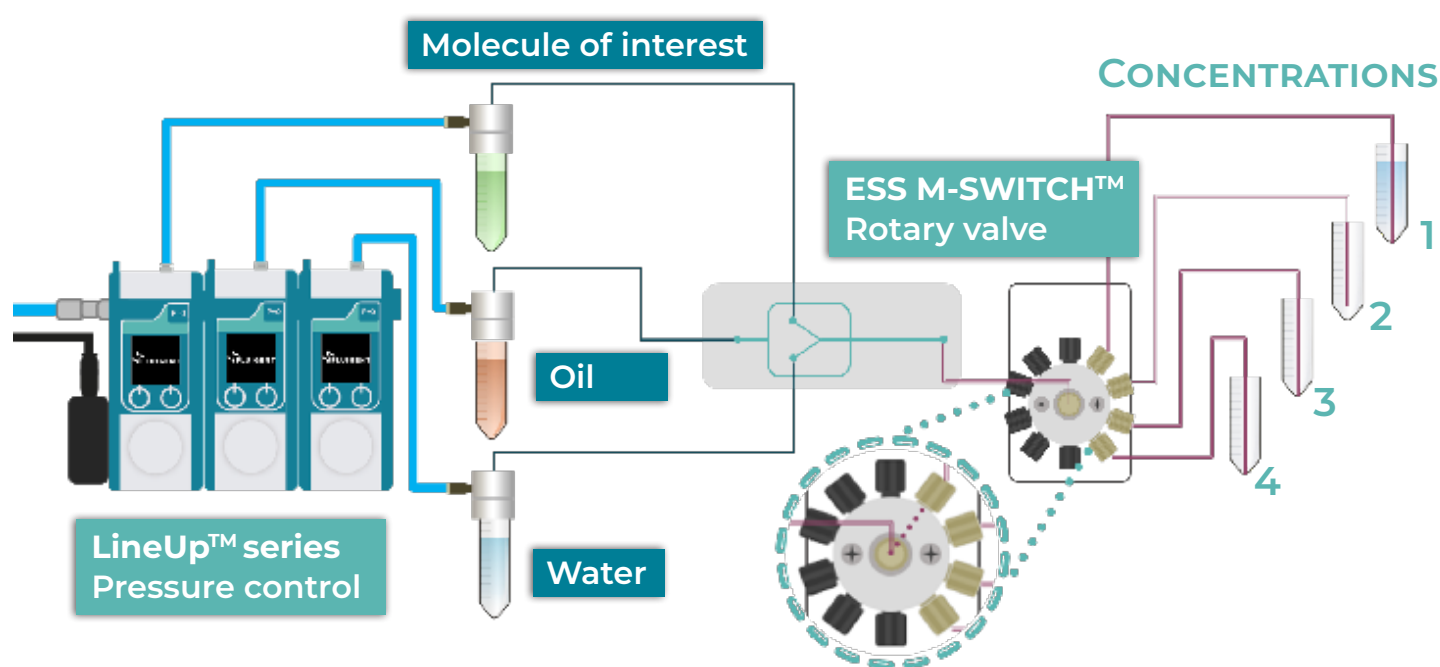 Molecule of interest
CONCENTRATIONS
ESS M-SWITCH™
Rotary valve
1
2
3
4
Oil
Water
LineUp™ series
Pressure control